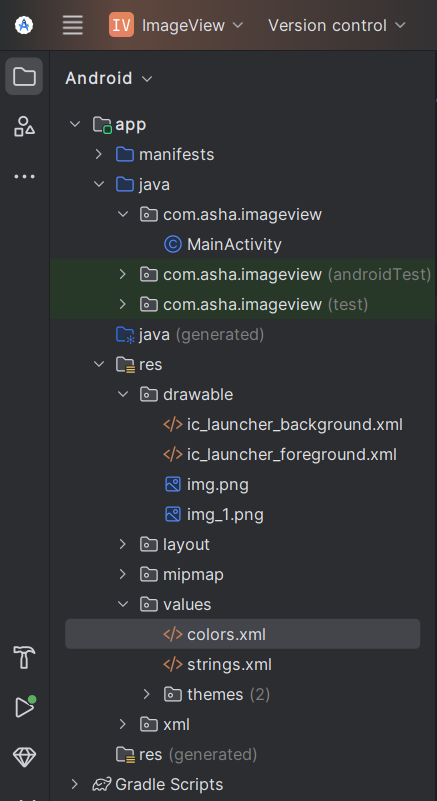 IV ImageView Version control
Android
app
manifests
java
com.asha.imageview
MainActivity
com.asha.imageview (androidTest)
com.asha.imageview (test)
java (generated)
res
drawable
ic_launcher_background.xml
ic_launcher_foreground.xml
img.png
img_1.png
layout
mipmap
values
colors.xml
strings.xml
themes (2)
xml
res (generated)
Gradle Scripts